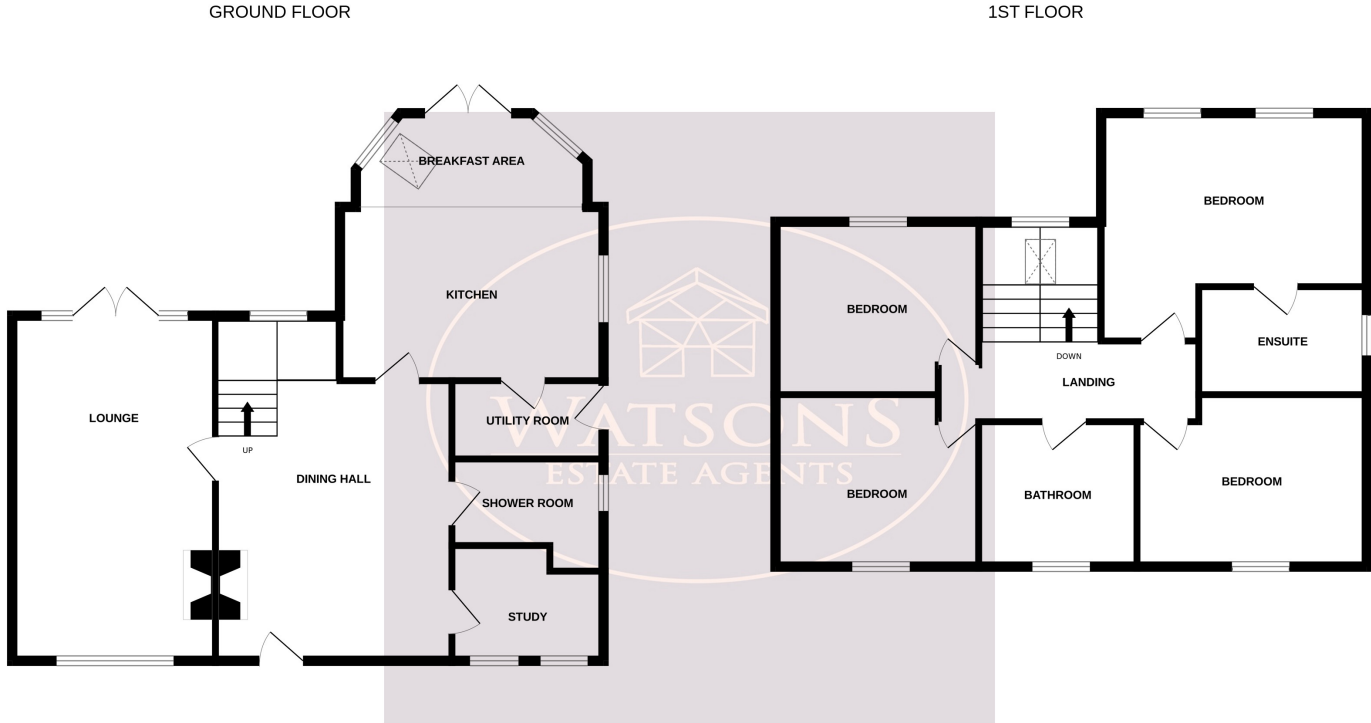 GROUND FLOOR
BREAKFAST AREA
KITCHEN
LOUNGE
UTILITY ROOM
UP
DINING HALL
SHOWER ROOM
STUDY
1ST FLOOR
BEDROOM
BEDROOM
ENSUITE
DOWN
LANDING
BEDROOM
BATHROOM
BEDROOM
WATSONS
ESTATE AGENTS